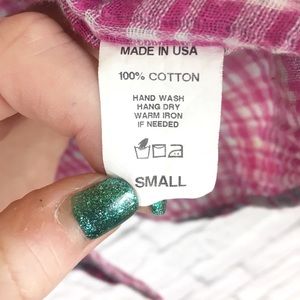 MADE IN USA
100% COTTON
HAND WASH
HANG DRY
WARM IRON
IF NEEDED
SMALL